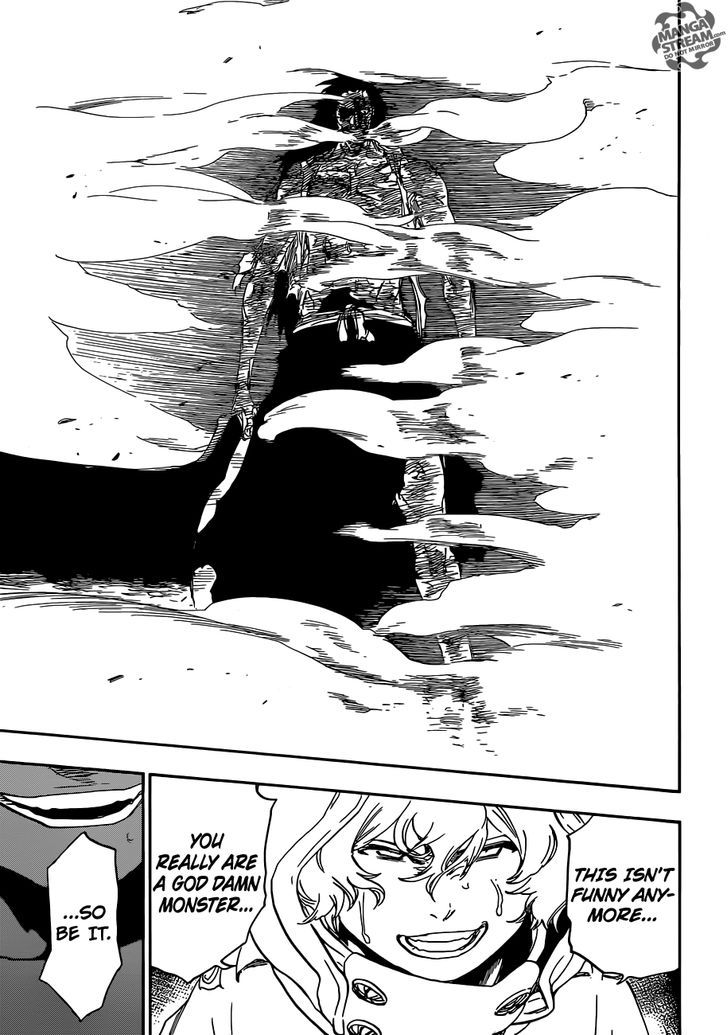 MANGA
STREAM.com
DO NOT MIRROR
THIS ISN'T
FUNNY ANY-
MORE...
YOU
REALLY ARE
A GOD DAMN
MONSTER...
...SO
BE IT.